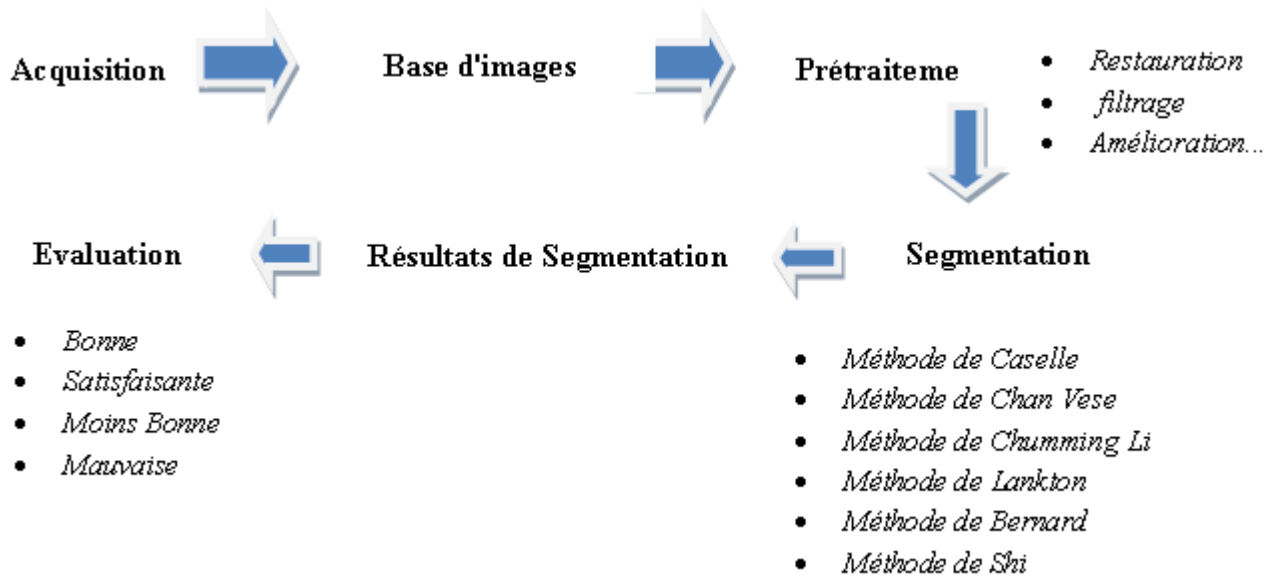 Acquisition
Base d'images
Prétraiteme
• Restauration
• filtrage
• Amélioration...
Segmentation
Résultats de Segmentation
Evaluation
• Méthode de Caselle
• Méthode de Chan Vese
• Méthode de Chumming Li
• Méthode de Lankton
• Méthode de Bernard
• Méthode de Shi
• Bonne
• Satisfaisante
• Moins Bonne
• Mauvaise